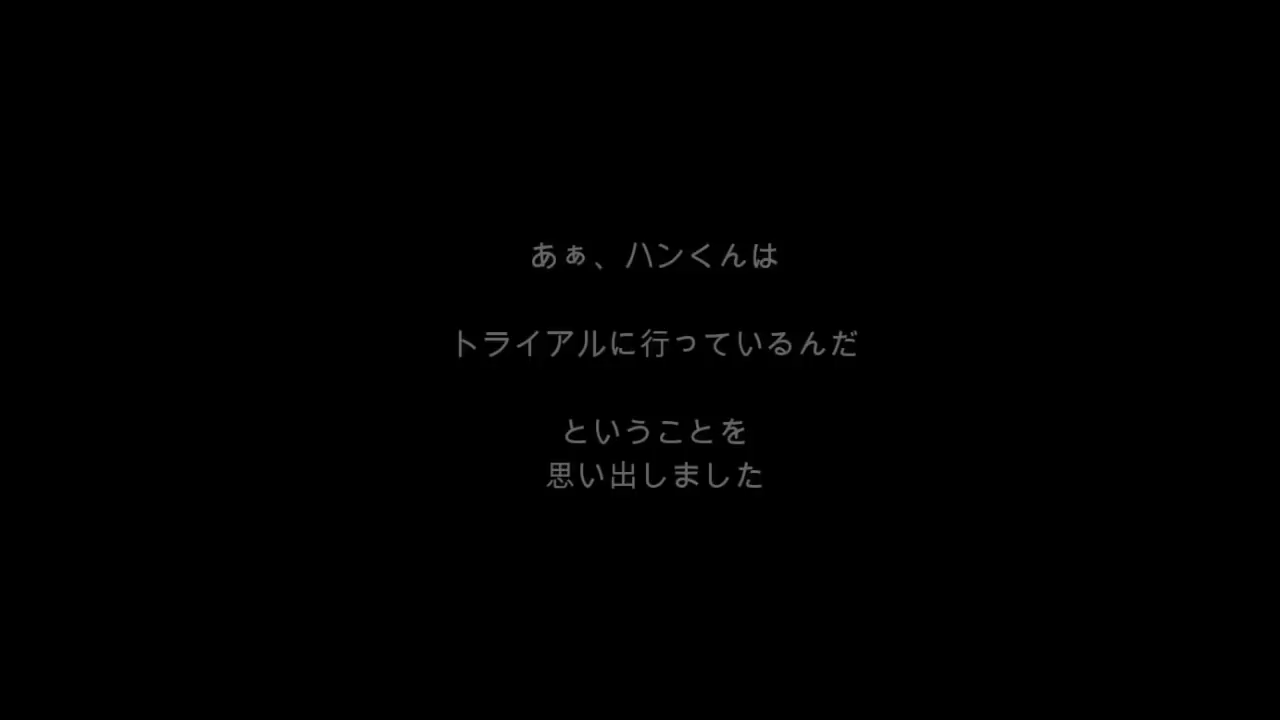 あぁ、ハンくんは
トライアルに行っているんだ
ということを
思い出しました